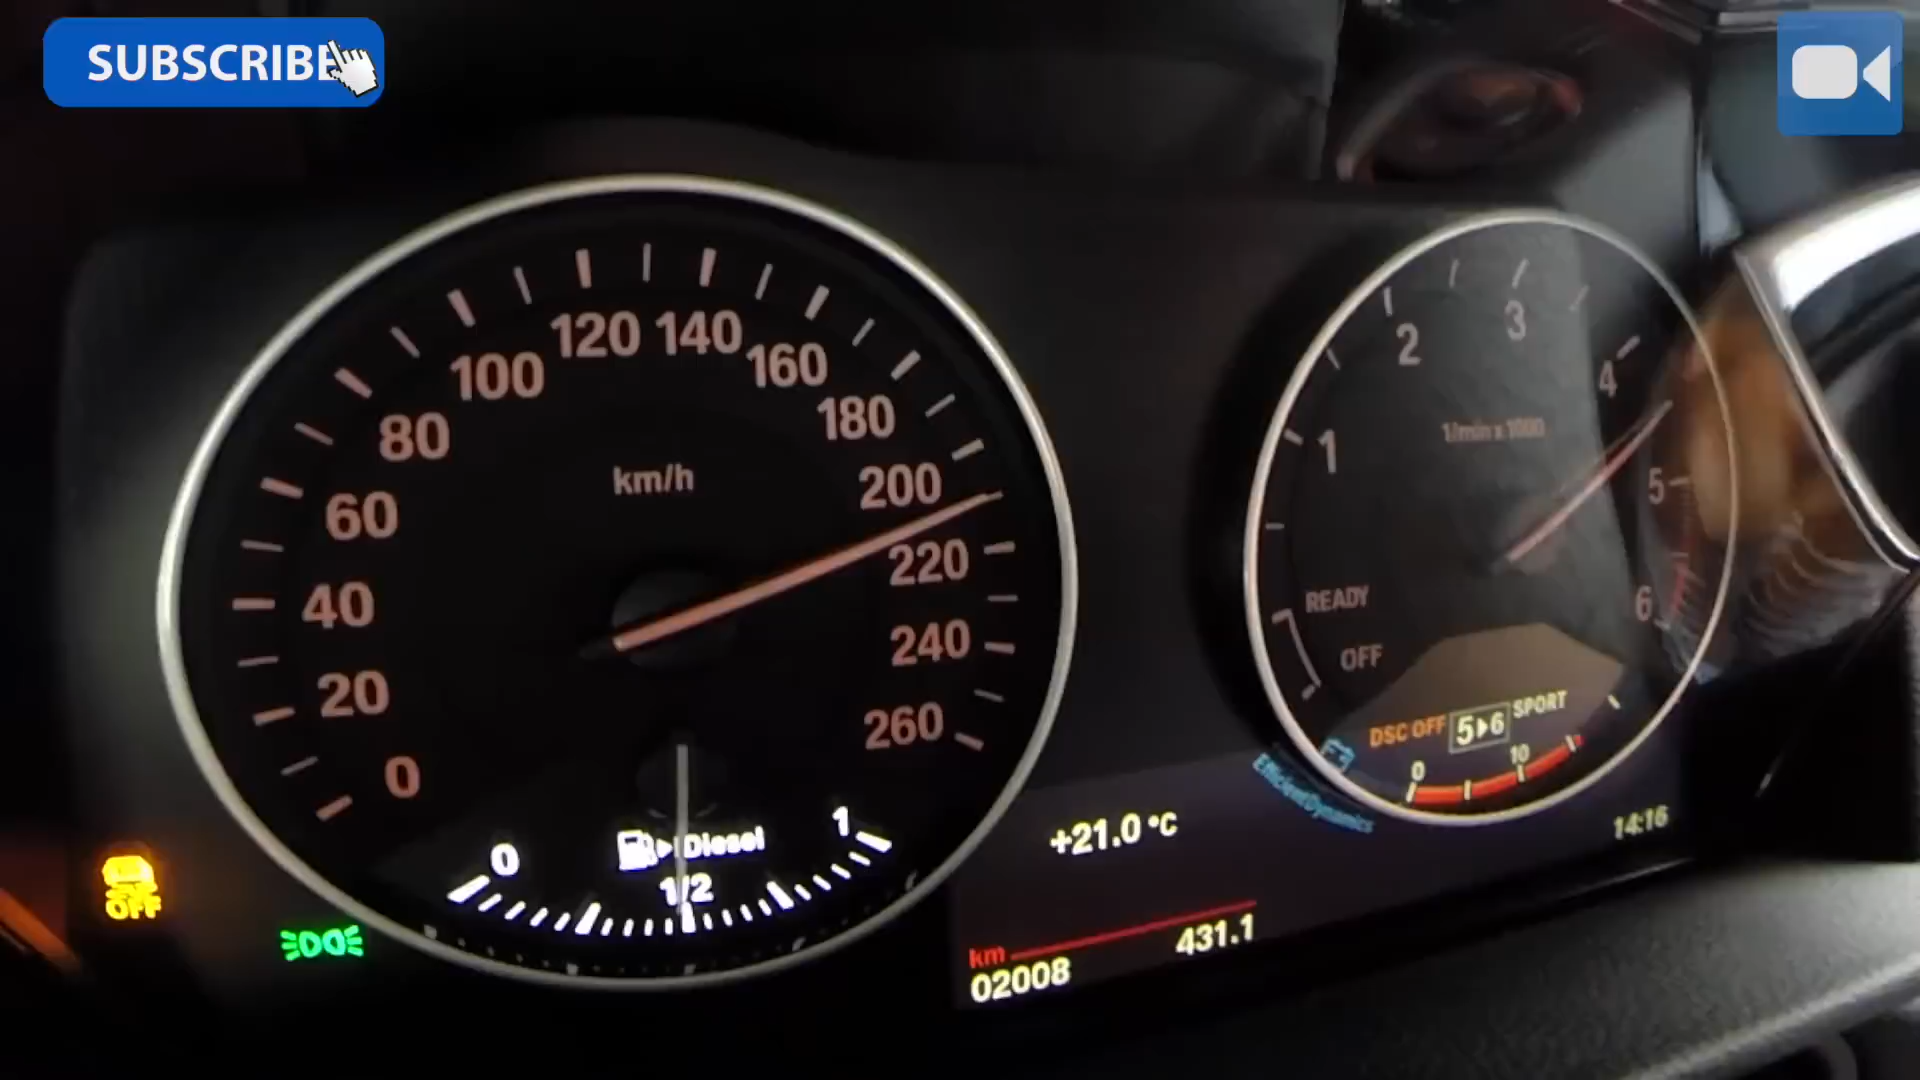 SUBSCRIBE
120 140
100
160
80
180
km/h
60
200
40
220
20
240
0
260
0
Diesel
1
1/2
OFF
2
3
4
1/min x 1000
1
5
READY
6
OFF
DSC OFF 5▸6 SPORT
0
10
EfficientDynamics
+21.0 °C
14:16
km
431.1
02008